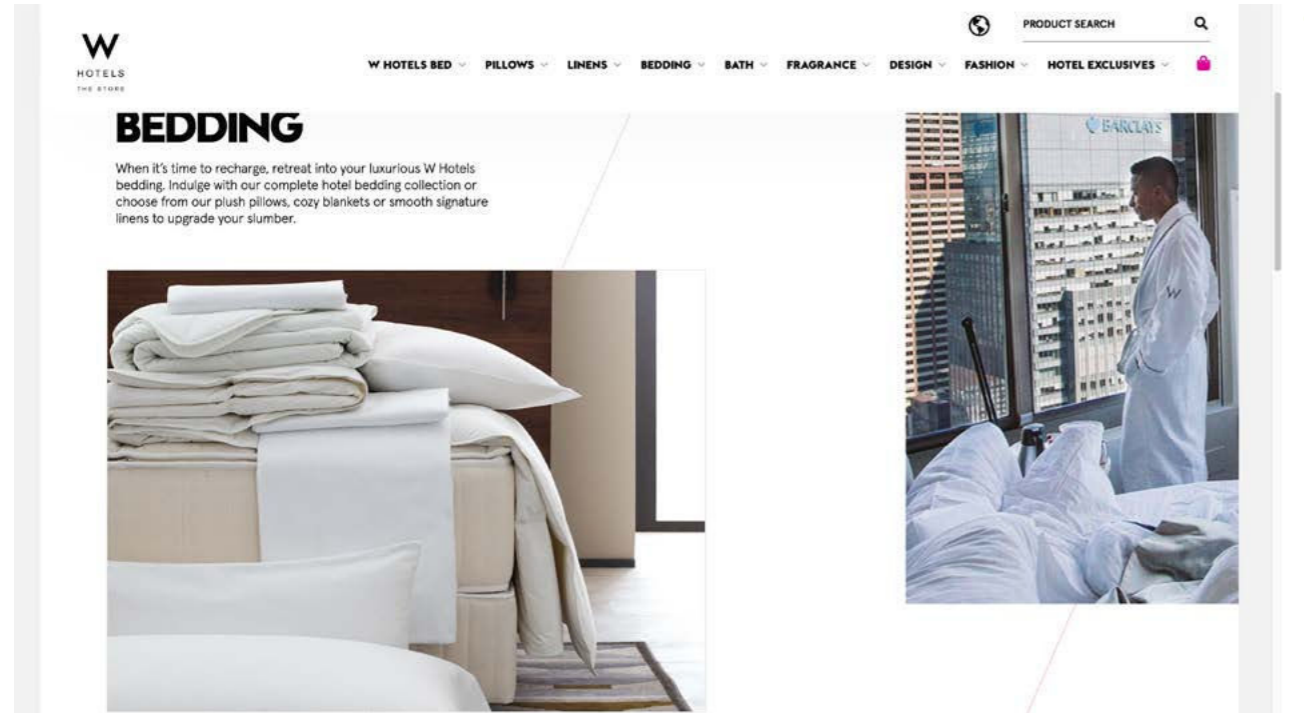 W
HOTELS
THE STORE
PRODUCT SEARCH
W HOTELS BED PILLOWS LINENS BEDDING BATH FRAGRANCE DESIGN FASHION HOTEL EXCLUSIVES
BEDDING
When it's time to recharge, retreat into your luxurious W Hotels
bedding. Indulge with our complete hotel bedding collection or
choose from our plush pillows, cozy blankets or smooth signature
linens to upgrade your slumber.
BARCLAYS
W